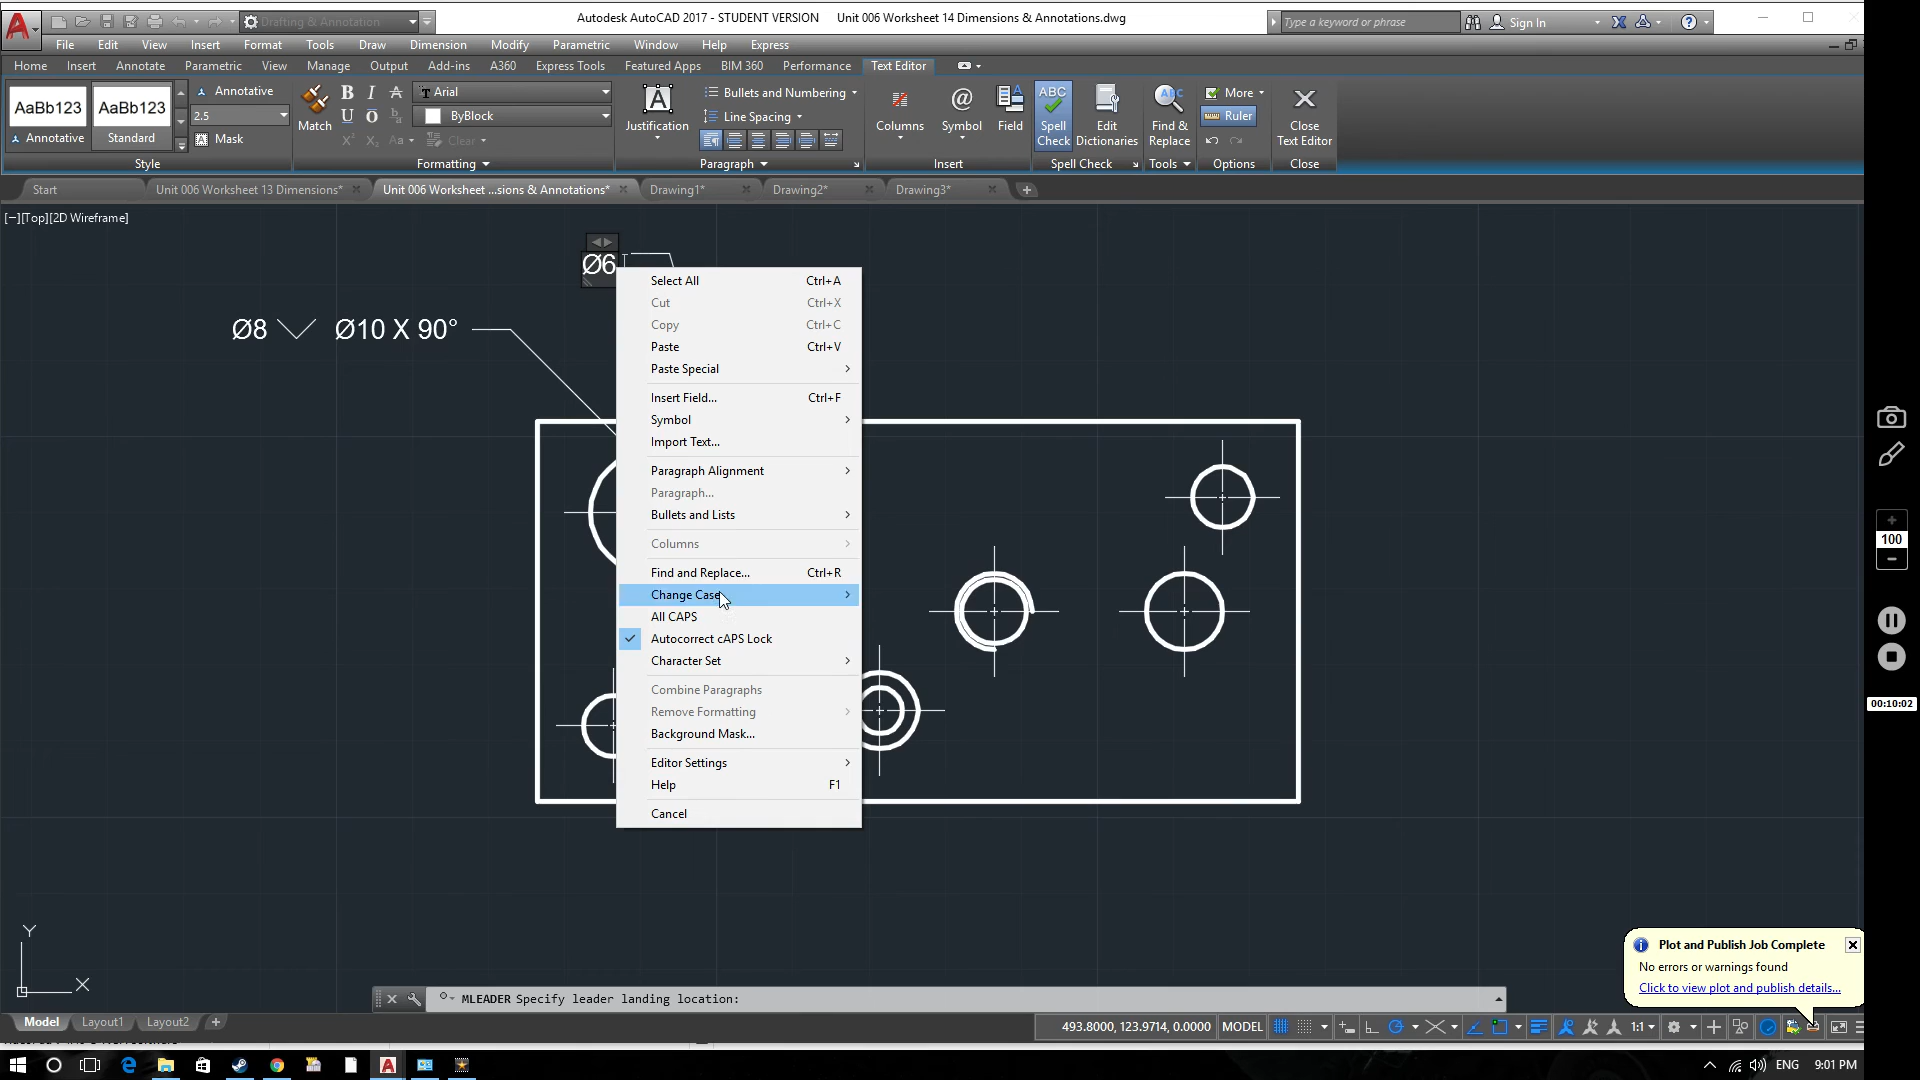 Drafting & Annotation
Autodesk AutoCAD 2017 - STUDENT VERSION Unit 006 Worksheet 14 Dimensions & Annotations.dwg
Type a keyword or phrase
Sign In
File Edit View Insert Format Tools Draw Dimension Modify Parametric Window Help Express
Home Insert Annotate Parametric View Manage Output Add-ins A360 Express Tools Featured Apps BIM 360 Performance Text Editor
AaBb123 AaBb123 Annotative
2.5
Annotative Standard Mask
Style
Match
B I A
U O
Arial
ByBlock
Aa Clear
Formatting
Justification
Bullets and Numbering
Line Spacing
Paragraph
Columns
@
Symbol
Field
Insert
ABC
Spell Check
Edit Dictionaries
Spell Check
Find & Replace
Tools
More
Ruler
Options
Close Text Editor
Close
Start
Unit 006 Worksheet 13 Dimensions*
Unit 006 Worksheet ...sions & Annotations*
Drawing1*
Drawing2*
Drawing3*
[−][Top][2D Wireframe]
Ø6
Ø8 Ø10 X 90°
Select All Ctrl+A
Cut Ctrl+X
Copy Ctrl+C
Paste Ctrl+V
Paste Special
Insert Field... Ctrl+F
Symbol
Import Text...
Paragraph Alignment
Paragraph...
Bullets and Lists
Columns
Find and Replace... Ctrl+R
Change Case
All CAPS
Autocorrect cAPS Lock
Character Set
Combine Paragraphs
Remove Formatting
Background Mask...
Editor Settings
Help F1
Cancel
100
00:10:02
Y
X
Plot and Publish Job Complete
No errors or warnings found
Click to view plot and publish details...
MLEADER Specify leader landing location:
Model Layout1 Layout2
493.8000, 123.9714, 0.0000 MODEL 1:1
ENG 9:01 PM